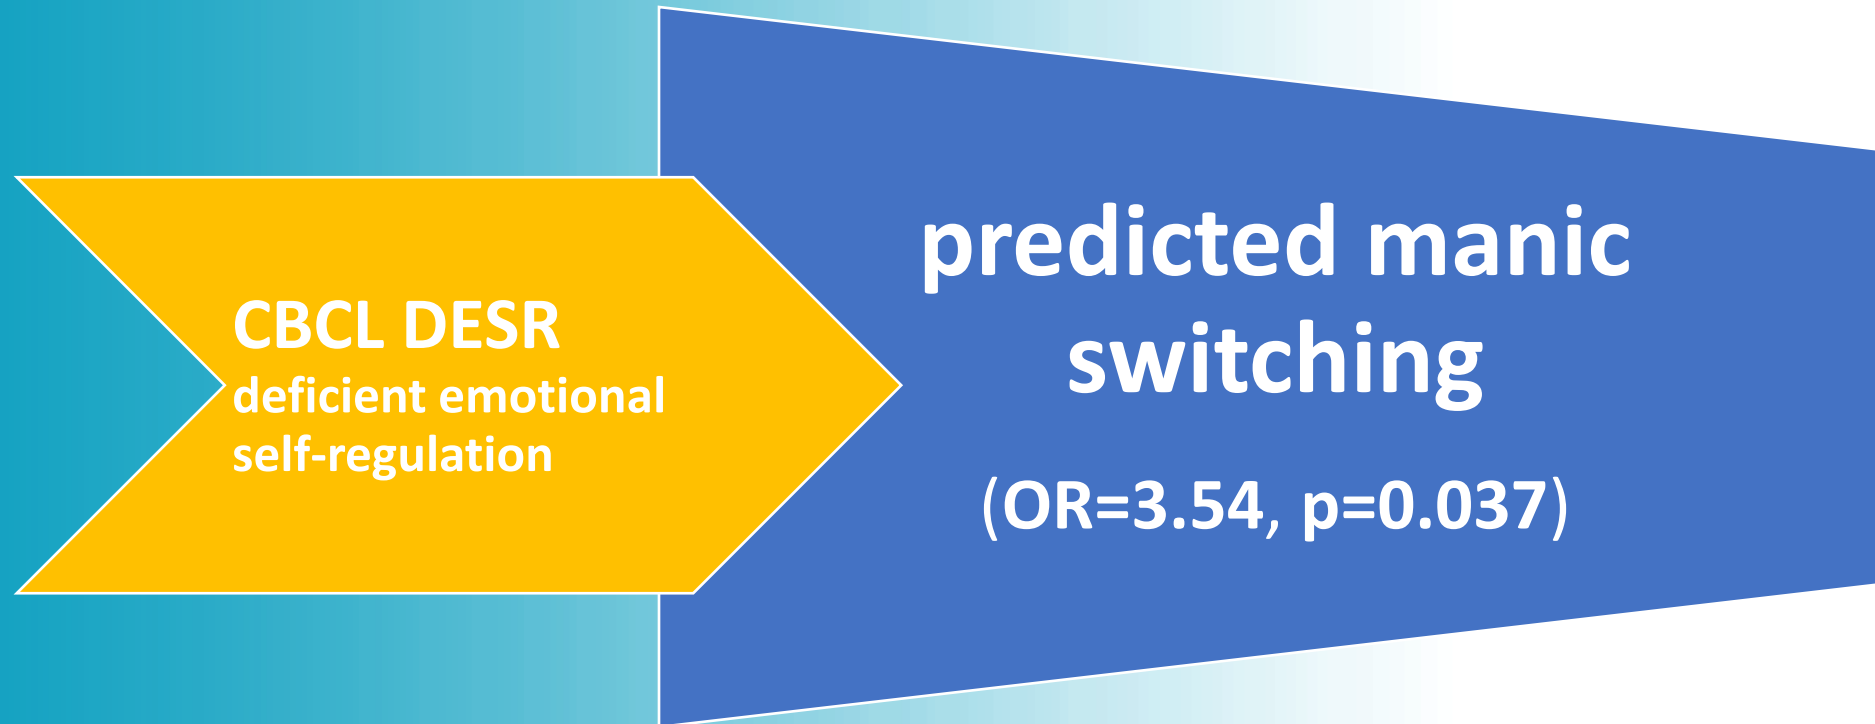 CBCL DESR
deficient emotional
self-regulation
predicted manic
switching
(OR=3.54, p=0.037)